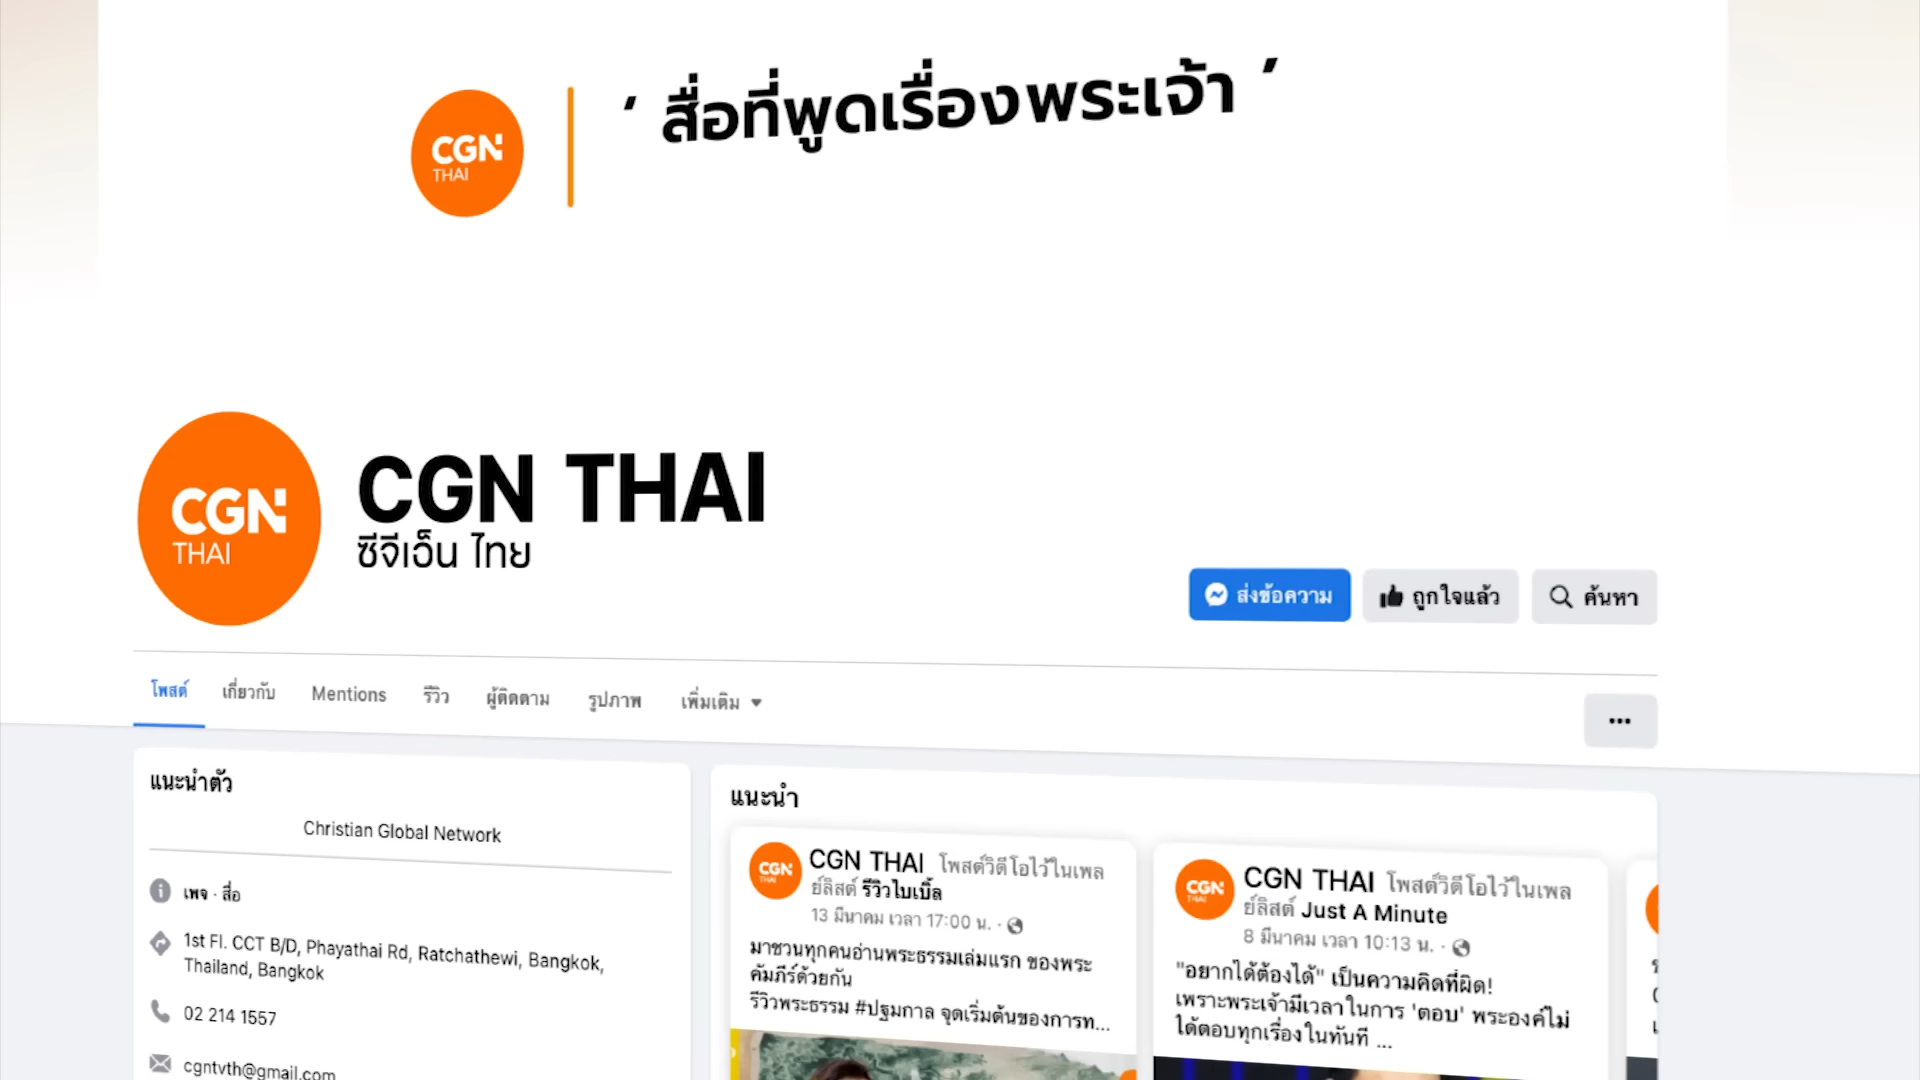 CGN
THAI
' สื่อที่พูดเรื่องพระเจ้า '
CGN
THAI
CGN THAI
ซีจีเอ็น ไทย
ส่งข้อความ
ถูกใจแล้ว
ค้นหา
โพสต์
เกี่ยวกับ
Mentions
รีวิว
ผู้ติดตาม
รูปภาพ
เพิ่มเติม
แนะนำตัว
Christian Global Network
เพจ · สื่อ
1st Fl. CCT B/D, Phayathai Rd, Ratchathewi, Bangkok,
Thailand, Bangkok
02 214 1557
cgntvth@gmail.com
แนะนำ
CGN
THAI
CGN THAI โพสต์วิดีโอไว้ในเพล
ย์ลิสต์ รีวิวไบเบิ้ล
13 มีนาคม เวลา 17:00 น. ·
มาชวนทุกคนอ่านพระธรรมเล่มแรก ของพระ
คัมภีร์ด้วยกัน
รีวิวพระธรรม #ปฐมกาล จุดเริ่มต้นของการท...
CGN
THAI
CGN THAI โพสต์วิดีโอไว้ในเพล
ย์ลิสต์ Just A Minute
8 มีนาคม เวลา 10:13 น. ·
"อยากได้ต้องได้" เป็นความคิดที่ผิด!
เพราะพระเจ้ามีเวลาในการ 'ตอบ' พระองค์ไม่
ได้ตอบทุกเรื่องในทันที ...